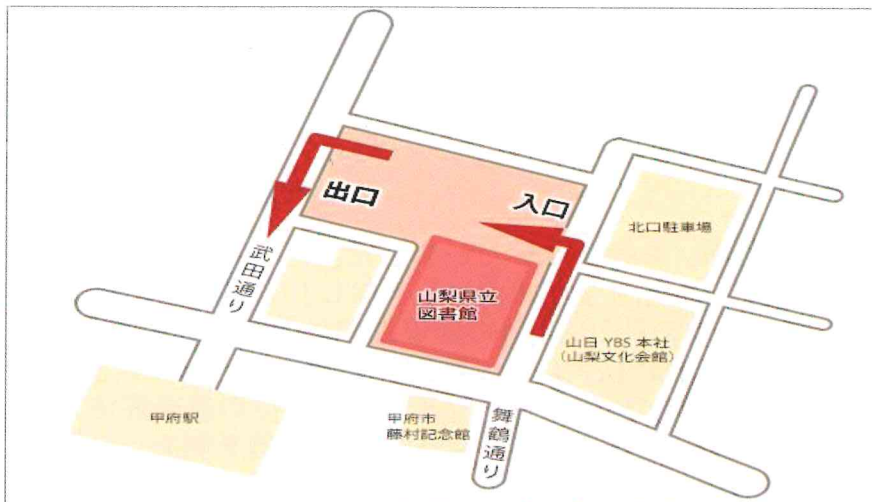 出口
入口
北口駐車場
武田通り
山梨県立
図書館
山日 YBS 本社
(山梨文化会館)
甲府駅
甲府市
藤村記念館
舞鶴通り